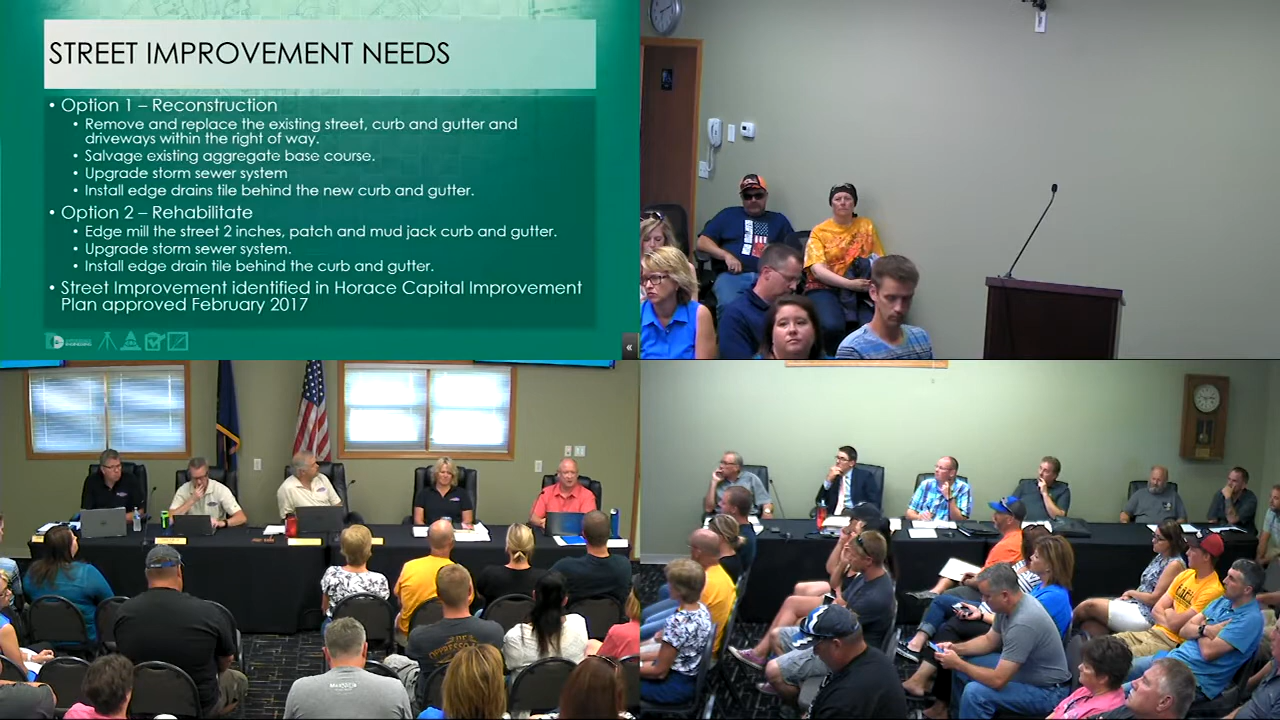 STREET IMPROVEMENT NEEDS
• Option 1 – Reconstruction
• Remove and replace the existing street, curb and gutter and
driveways within the right of way.
• Salvage existing aggregate base course.
• Upgrade storm sewer system
• Install edge drains tile behind the new curb and gutter.
• Option 2 – Rehabilitate
• Edge mill the street 2 inches, patch and mud jack curb and gutter.
• Upgrade storm sewer system.
• Install edge drain tile behind the curb and gutter.
• Street Improvement identified in Horace Capital Improvement
Plan approved February 2017
«